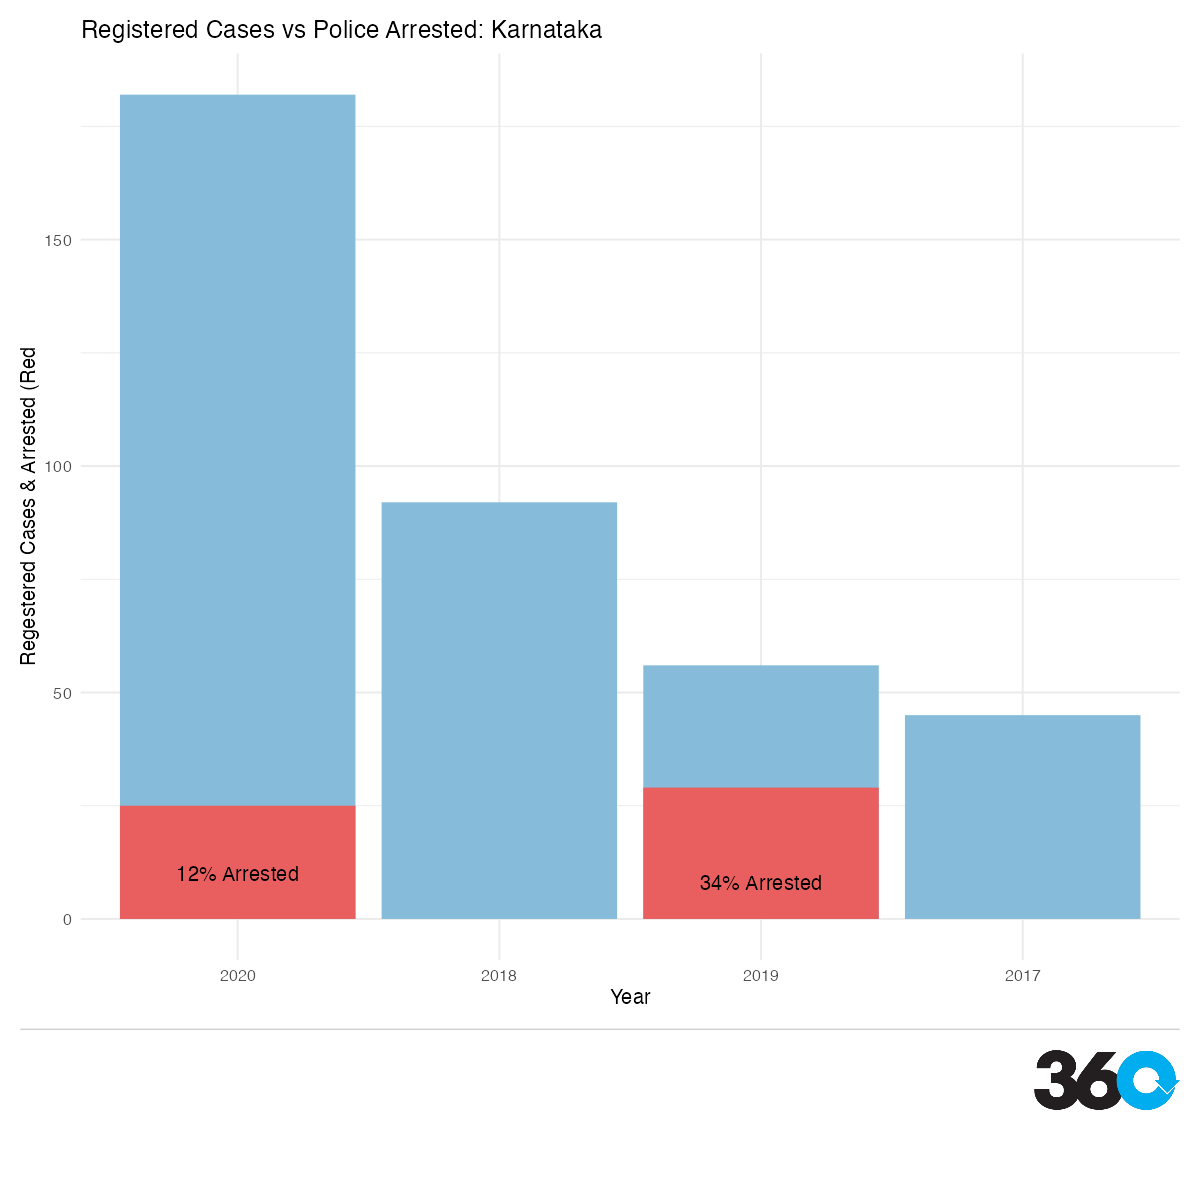 Registered Cases vs Police Arrested: Karnataka
Regestered Cases & Arrested (Red
150
100
50
0
12% Arrested
34% Arrested
2020 2018 2019 2017
Year
360